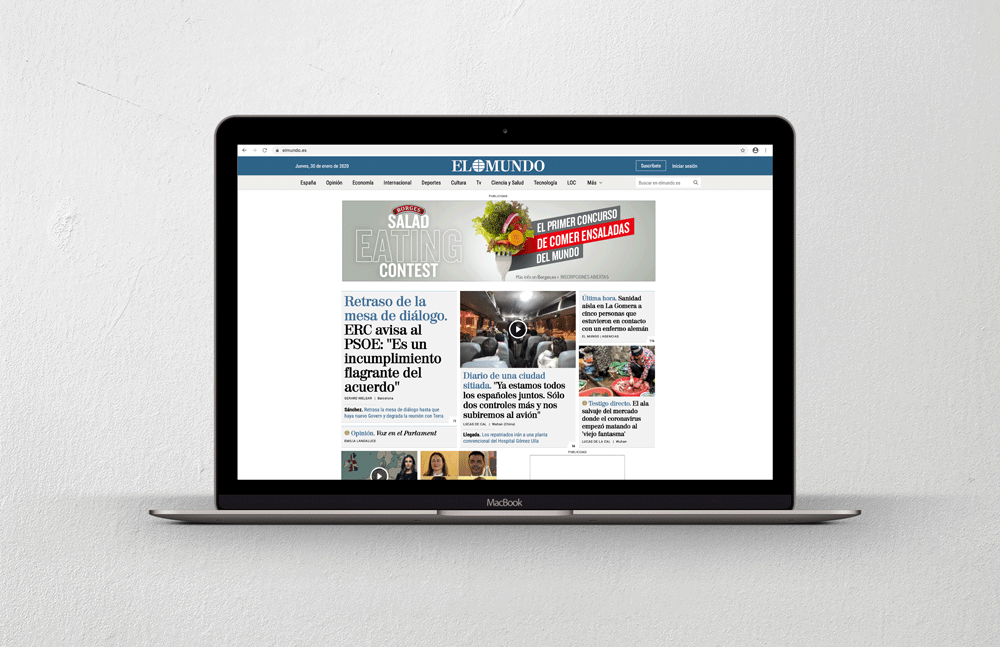 elmundo.es
Jueves, 30 de enero de 2020
EL MUNDO
Suscríbete
Iniciar sesión
España Opinión Economía Internacional Deportes Cultura Tv Ciencia y Salud Tecnología LOC Más
Buscar en elmundo.es
PUBLICIDAD
BORGES
SALAD
EATING
CONTEST
EL PRIMER CONCURSO
DE COMER ENSALADAS
DEL MUNDO
Más info en Borges.es > INSCRIPCIONES ABIERTAS
Retraso de la
mesa de diálogo.
ERC avisa al
PSOE: "Es un
incumplimiento
flagrante del
acuerdo"
GERARD MELGAR | Barcelona
Sánchez. Retrasa la mesa de diálogo hasta que
haya nuevo Govern y degrada la reunión con Torra
Opinión. Vox en el Parlament
EMILIA LANDALUCE
Diario de una ciudad
sitiada. "Ya estamos todos
los españoles juntos. Sólo
dos controles más y nos
subiremos al avión"
LUCAS DE CAL | Wuhan (China)
Llegada. Los repatriados irán a una planta
convencional del Hospital Gómez Ulla
Última hora. Sanidad
aísla en La Gomera a
cinco personas que
estuvieron en contacto
con un enfermo alemán
EL MUNDO | AGENCIAS
Testigo directo. El ala
salvaje del mercado
donde el coronavirus
empezó matando al
'viejo fantasma'
LUCAS DE LA CAL | Wuhan
PUBLICIDAD
MacBook